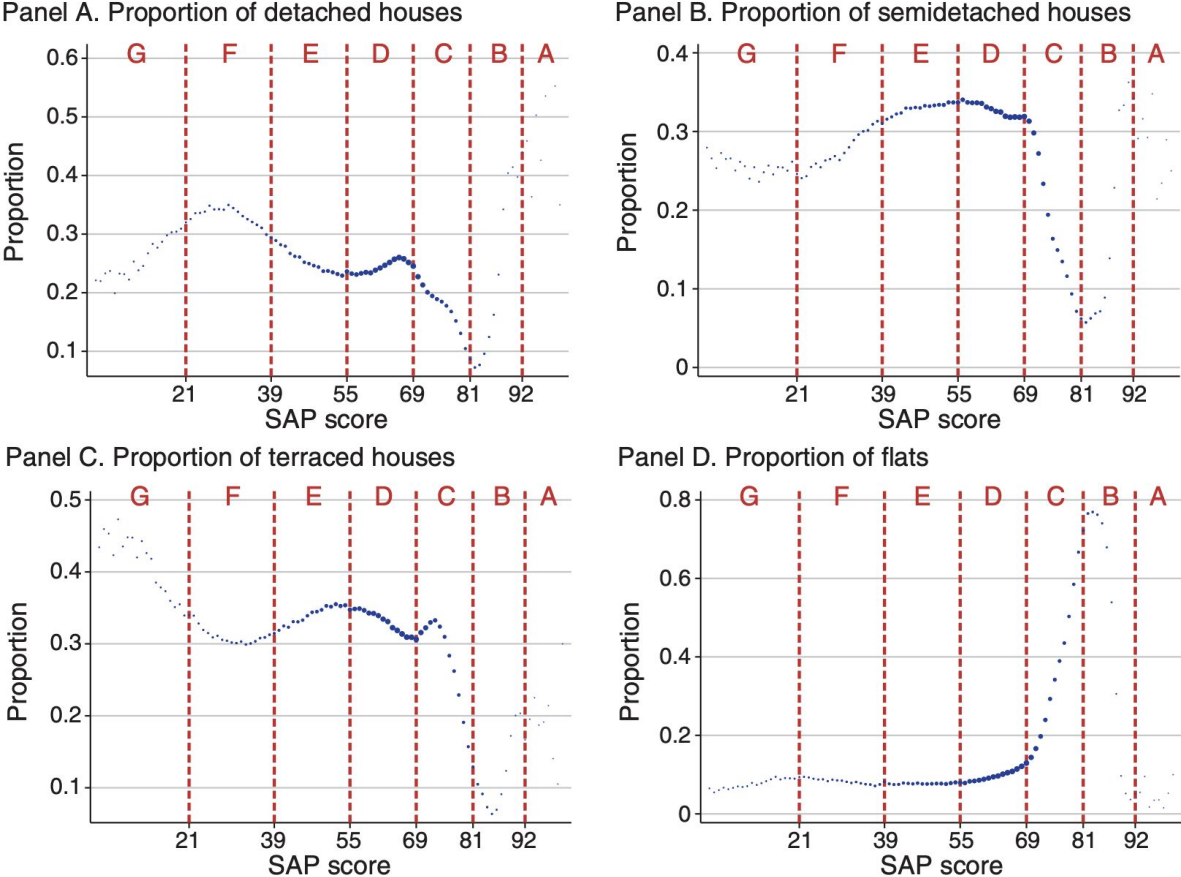 Panel A. Proportion of detached houses
G F E D C B A
0.6
0.5
0.4
0.3
0.2
0.1
Proportion
21 39 55 69 81 92
SAP score
Panel B. Proportion of semidetached houses
G F E D C B A
0.4
0.3
0.2
0.1
0
Proportion
21 39 55 69 81 92
SAP score
Panel C. Proportion of terraced houses
G F E D C B A
0.5
0.4
0.3
0.2
0.1
Proportion
21 39 55 69 81 92
SAP score
Panel D. Proportion of flats
G F E D C B A
0.8
0.6
0.4
0.2
0
Proportion
21 39 55 69 81 92
SAP score